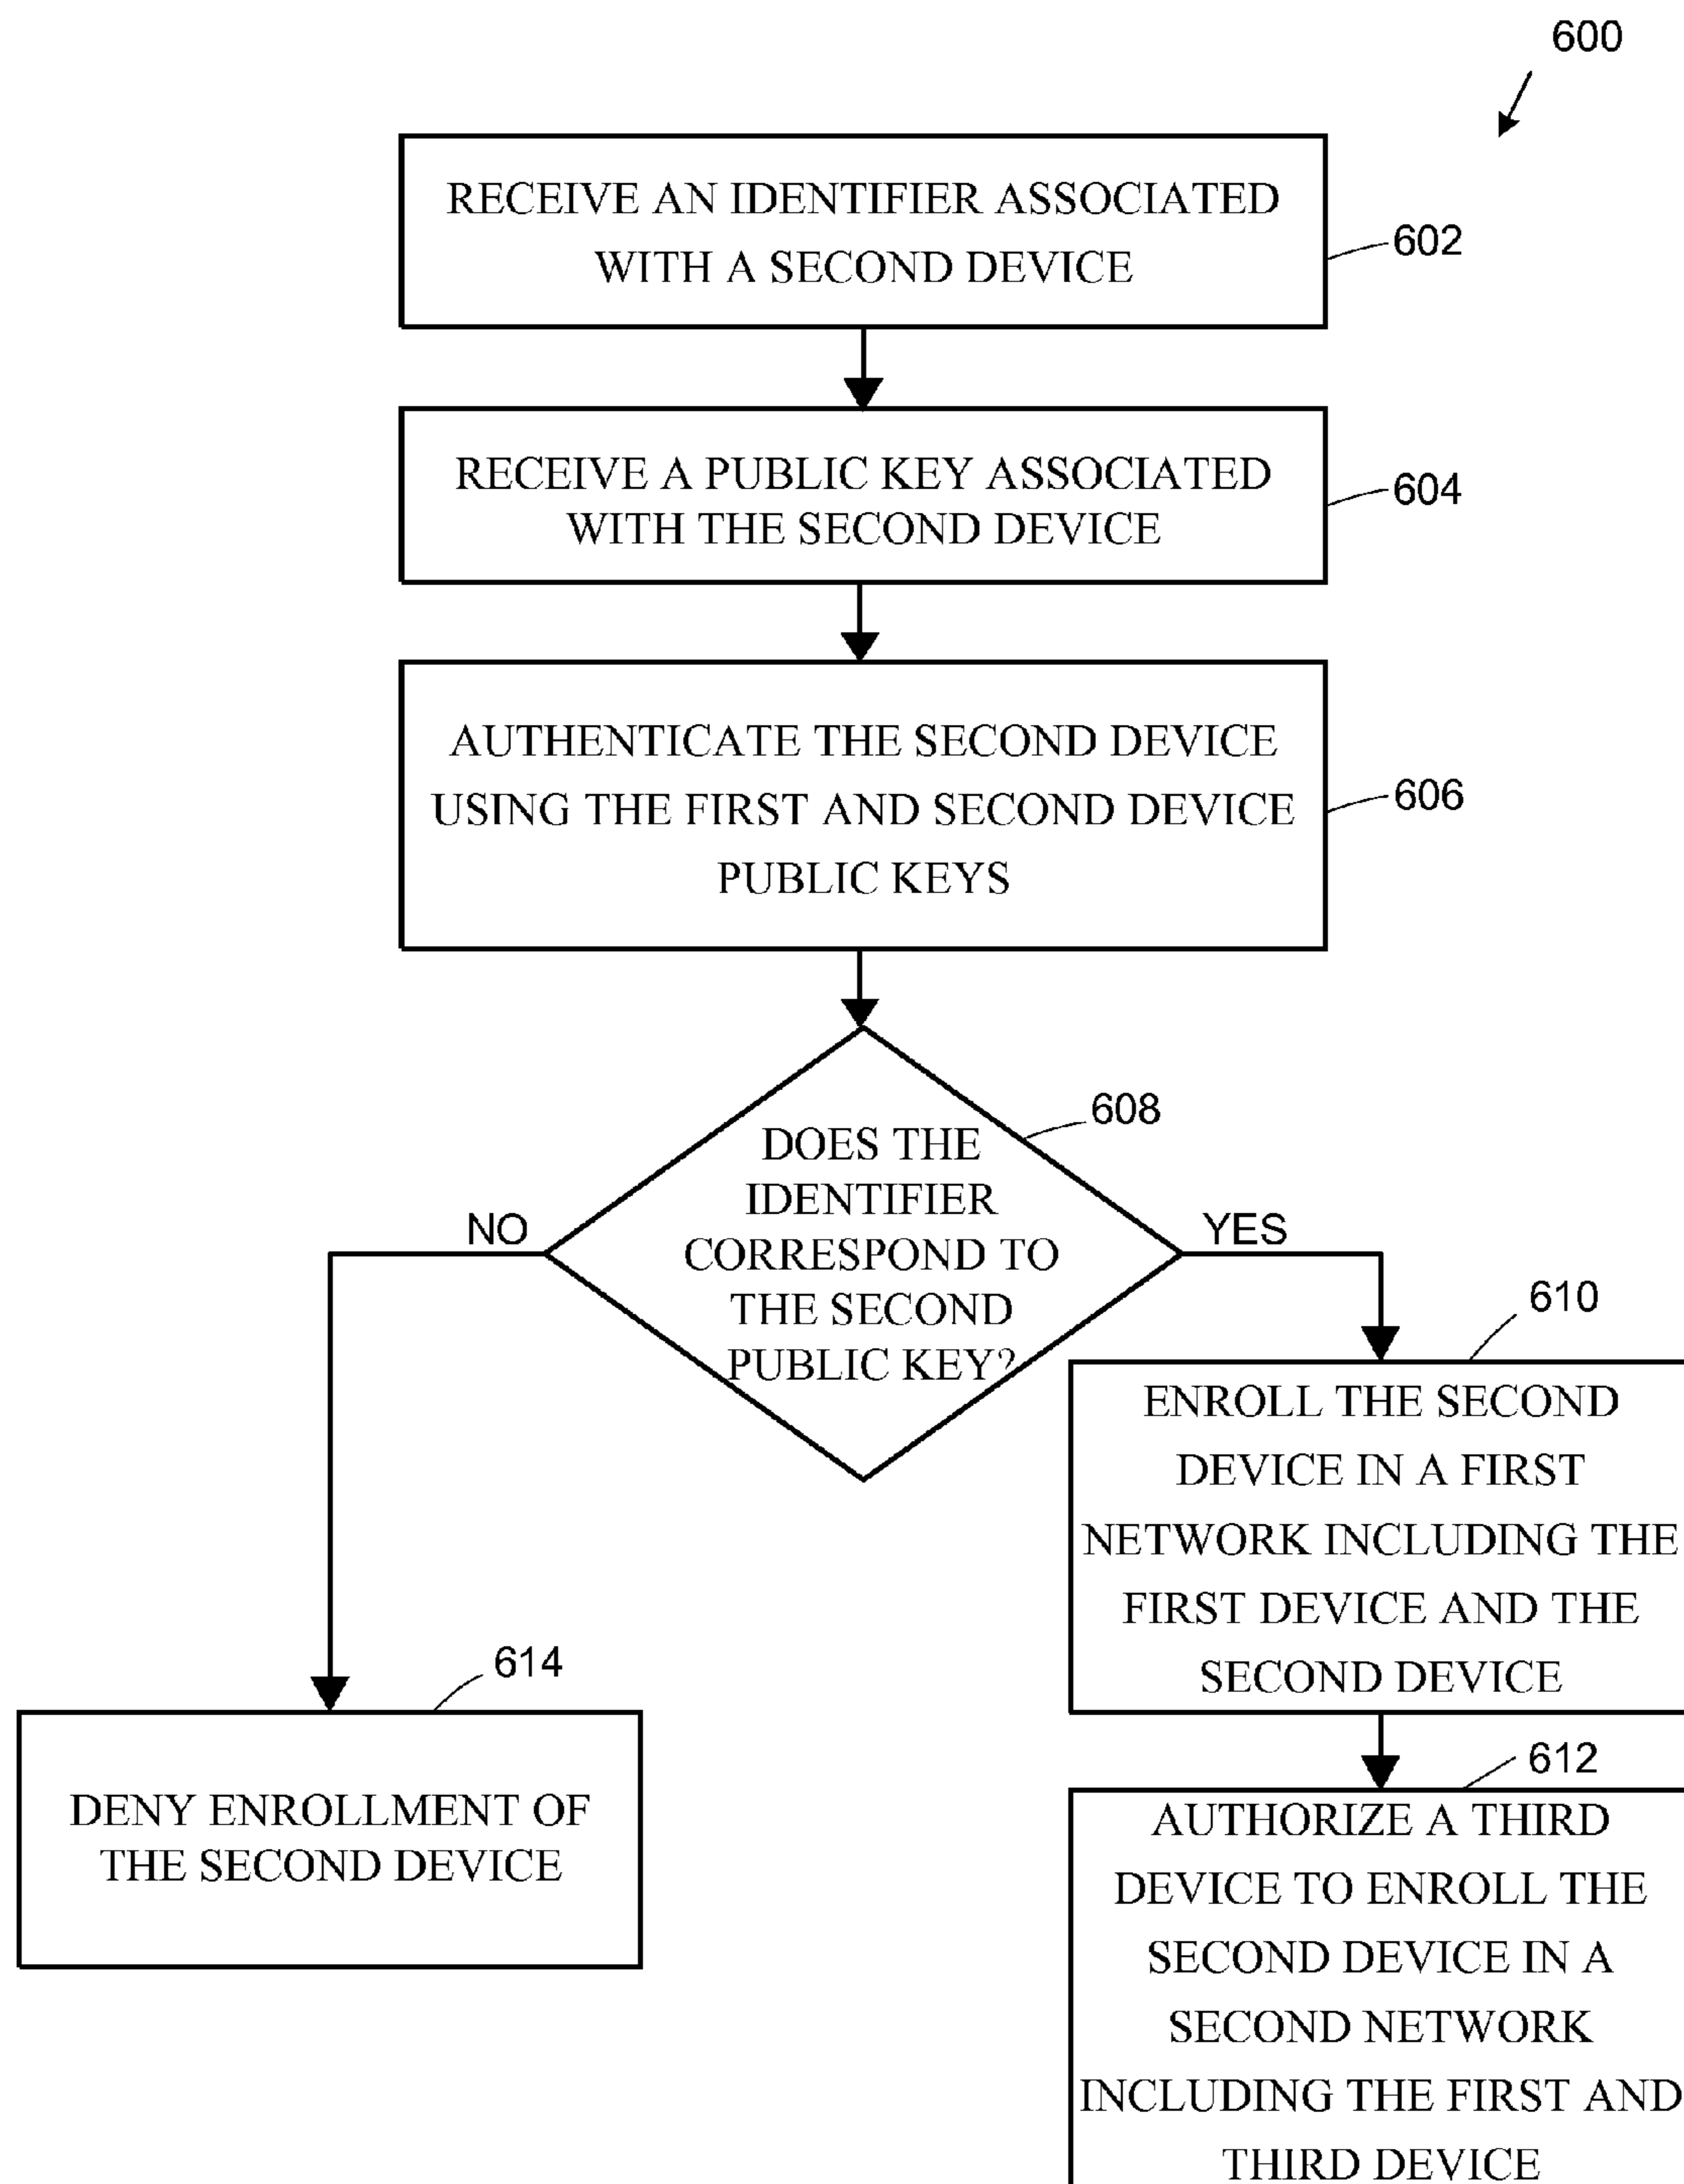 600
RECEIVE AN IDENTIFIER ASSOCIATED
WITH A SECOND DEVICE
602
RECEIVE A PUBLIC KEY ASSOCIATED
WITH THE SECOND DEVICE
604
AUTHENTICATE THE SECOND DEVICE
USING THE FIRST AND SECOND DEVICE
PUBLIC KEYS
606
608
DOES THE
IDENTIFIER
CORRESPOND TO
THE SECOND
PUBLIC KEY?
NO
YES
610
ENROLL THE SECOND
DEVICE IN A FIRST
NETWORK INCLUDING THE
FIRST DEVICE AND THE
SECOND DEVICE
614
DENY ENROLLMENT OF
THE SECOND DEVICE
612
AUTHORIZE A THIRD
DEVICE TO ENROLL THE
SECOND DEVICE IN A
SECOND NETWORK
INCLUDING THE FIRST AND
THIRD DEVICE